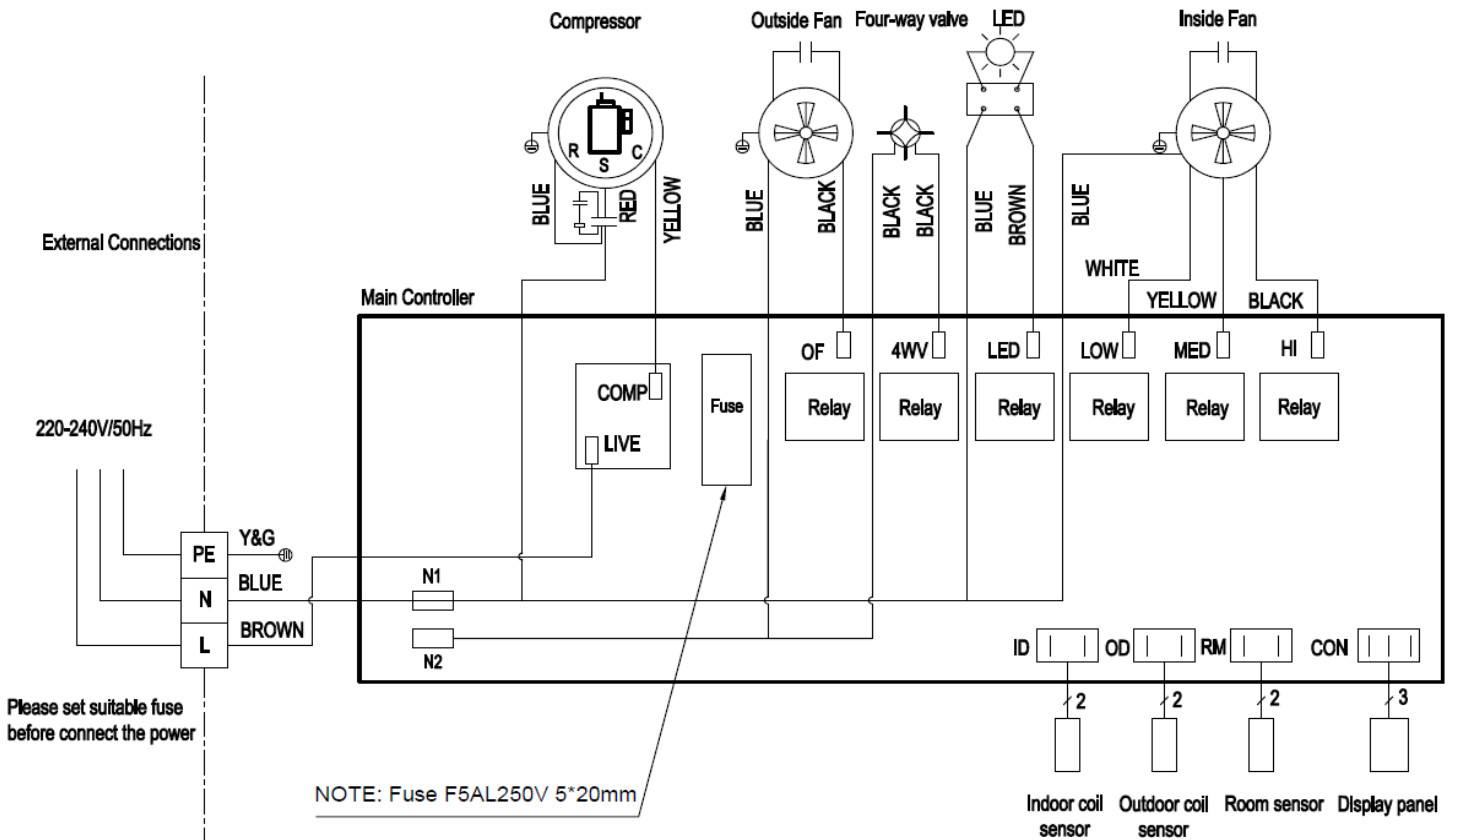 Compressor
Outside Fan
Four-way valve
LED
Inside Fan
R
S
C
BLUE
RED
YELLOW
BLUE
BLACK
BLACK
BLACK
BLUE
BROWN
BLUE
External Connections
WHITE
YELLOW
BLACK
Main Controller
OF
4WV
LED
LOW
MED
HI
COMP
LIVE
Fuse
Relay
Relay
Relay
Relay
Relay
Relay
220-240V/50Hz
PE
Y&G
N
BLUE
L
BROWN
N1
N2
ID
OD
RM
CON
2
2
2
3
Please set suitable fuse
before connect the power
NOTE: Fuse F5AL250V 5*20mm
Indoor coil
sensor
Outdoor coil
sensor
Room sensor
Display panel